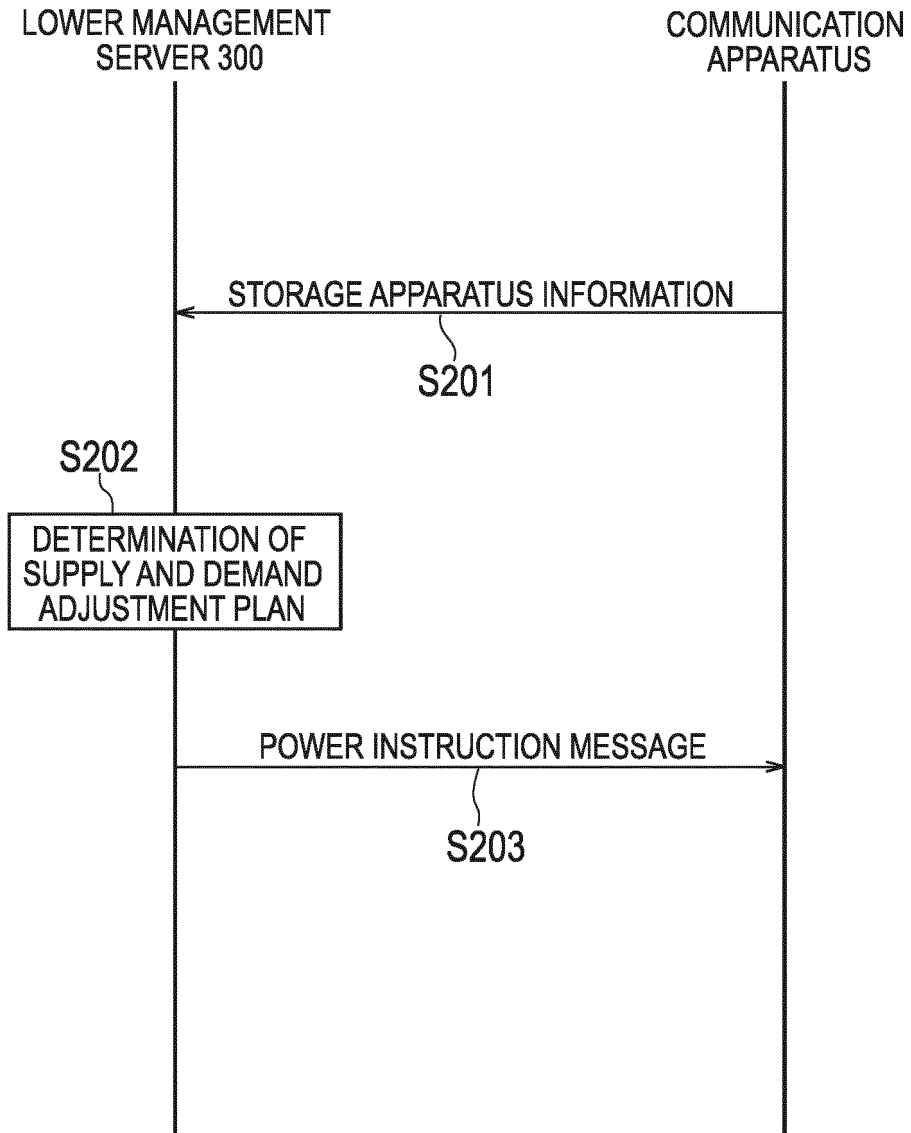 LOWER MANAGEMENT
SERVER 300
COMMUNICATION
APPARATUS
STORAGE APPARATUS INFORMATION
S201
S202
DETERMINATION OF
SUPPLY AND DEMAND
ADJUSTMENT PLAN
POWER INSTRUCTION MESSAGE
S203